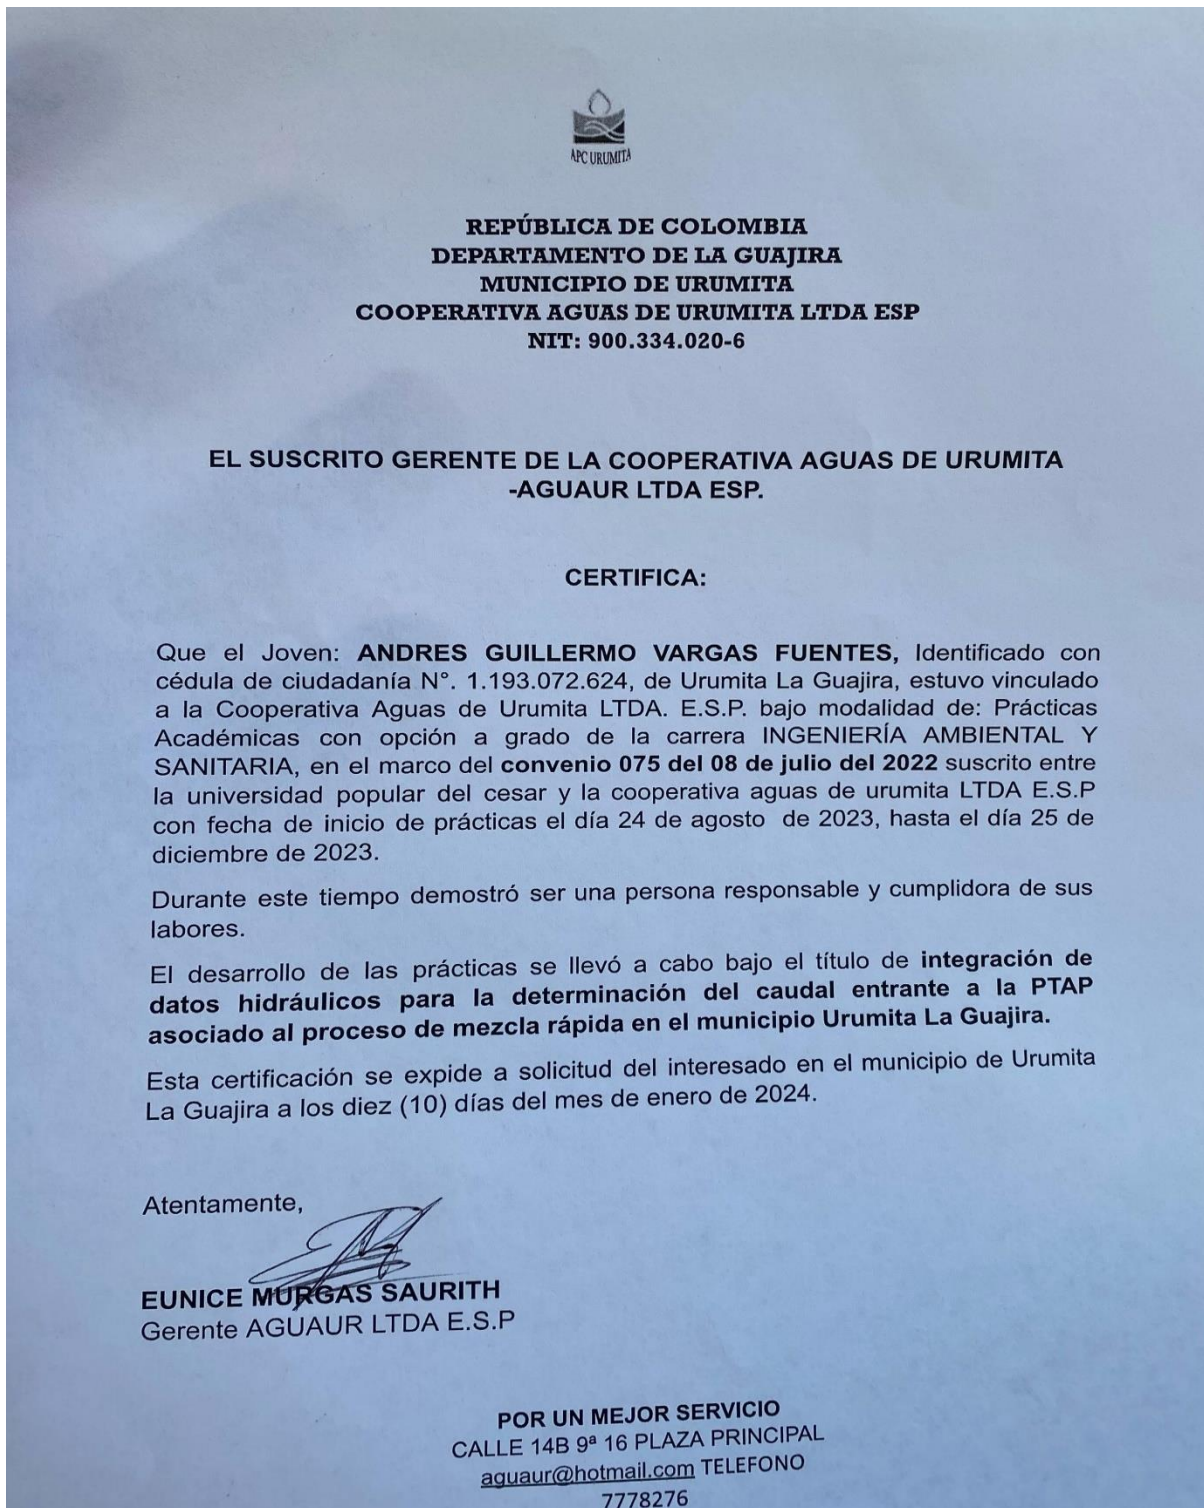 APC URUMITA
REPÚBLICA DE COLOMBIA
DEPARTAMENTO DE LA GUAJIRA
MUNICIPIO DE URUMITA
COOPERATIVA AGUAS DE URUMITA LTDA ESP
NIT: 900.334.020-6
EL SUSCRITO GERENTE DE LA COOPERATIVA AGUAS DE URUMITA
-AGUAUR LTDA ESP.
CERTIFICA:
Que el Joven: ANDRES GUILLERMO VARGAS FUENTES, Identificado con
cédula de ciudadanía N°. 1.193.072.624, de Urumita La Guajira, estuvo vinculado
a la Cooperativa Aguas de Urumita LTDA. E.S.P. bajo modalidad de: Prácticas
Académicas con opción a grado de la carrera INGENIERÍA AMBIENTAL Y
SANITARIA, en el marco del convenio 075 del 08 de julio del 2022 suscrito entre
la universidad popular del cesar y la cooperativa aguas de urumita LTDA E.S.P
con fecha de inicio de prácticas el día 24 de agosto de 2023, hasta el día 25 de
diciembre de 2023.
Durante este tiempo demostró ser una persona responsable y cumplidora de sus
labores.
El desarrollo de las prácticas se llevó a cabo bajo el título de integración de
datos hidráulicos para la determinación del caudal entrante a la PTAP
asociado al proceso de mezcla rápida en el municipio Urumita La Guajira.
Esta certificación se expide a solicitud del interesado en el municipio de Urumita
La Guajira a los diez (10) días del mes de enero de 2024.
Atentamente,
EUNICE MURGAS SAURITH
Gerente AGUAUR LTDA E.S.P
POR UN MEJOR SERVICIO
CALLE 14B 9ª 16 PLAZA PRINCIPAL
aguaur@hotmail.com TELEFONO
7778276